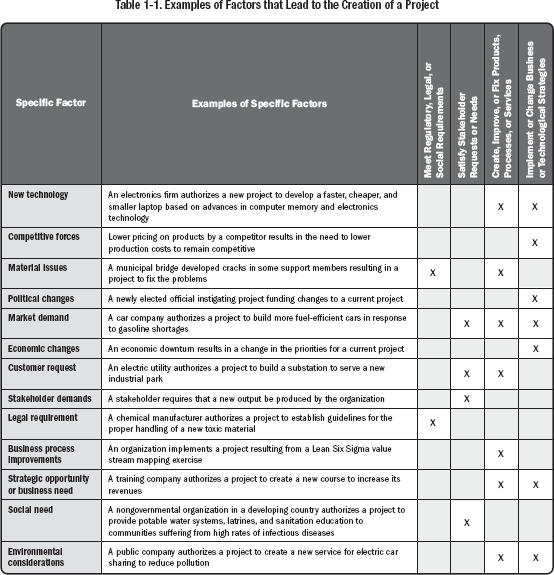 Table 1-1. Examples of Factors that Lead to the Creation of a Project
Specific Factor
Examples of Specific Factors
Meet Regulatory, Legal, or
Social Requirements
Satisfy Stakeholder
Requests or Needs
Create, Improve, or Fix Products,
Processes, or Services
Implement or Change Business
or Technological Strategies
New technology
An electronics firm authorizes a new project to develop a faster, cheaper, and
smaller laptop based on advances in computer memory and electronics
technology
X X
Competitive forces
Lower pricing on products by a competitor results in the need to lower
production costs to remain competitive
X
Material issues
A municipal bridge developed cracks in some support members resulting in a
project to fix the problems
X X
Political changes
A newly elected official instigating project funding changes to a current project
X
Market demand
A car company authorizes a project to build more fuel-efficient cars in response
to gasoline shortages
X X X
Economic changes
An economic downturn results in a change in the priorities for a current project
X
Customer request
An electric utility authorizes a project to build a substation to serve a new
industrial park
X X
Stakeholder demands
A stakeholder requires that a new output be produced by the organization
X
Legal requirement
A chemical manufacturer authorizes a project to establish guidelines for the
proper handling of a new toxic material
X
Business process
improvements
An organization implements a project resulting from a Lean Six Sigma value
stream mapping exercise
X
Strategic opportunity
or business need
A training company authorizes a project to create a new course to increase its
revenues
X X
Social need
A nongovernmental organization in a developing country authorizes a project to
provide potable water systems, latrines, and sanitation education to
communities suffering from high rates of infectious diseases
X
Environmental
considerations
A public company authorizes a project to create a new service for electric car
sharing to reduce pollution
X X